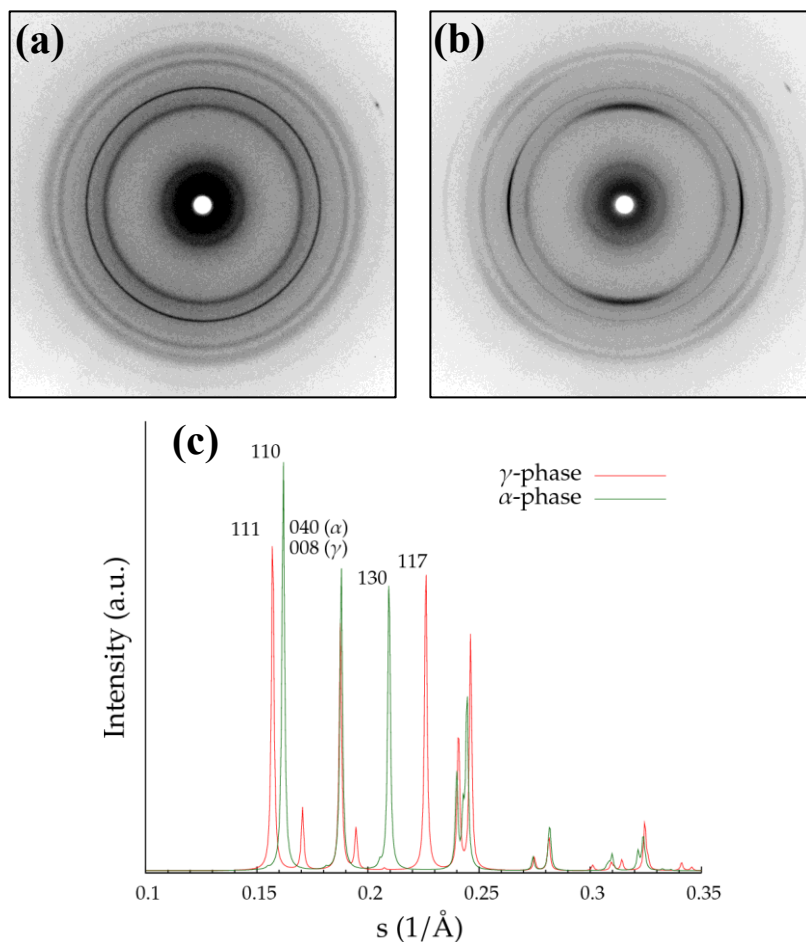 (a)
(b)
(c)
110
111
040 (α)
008 (γ)
130
117
γ-phase
α-phase
Intensity (a.u.)
0.1
0.15
0.2
0.25
0.3
0.35
s (1/Å)